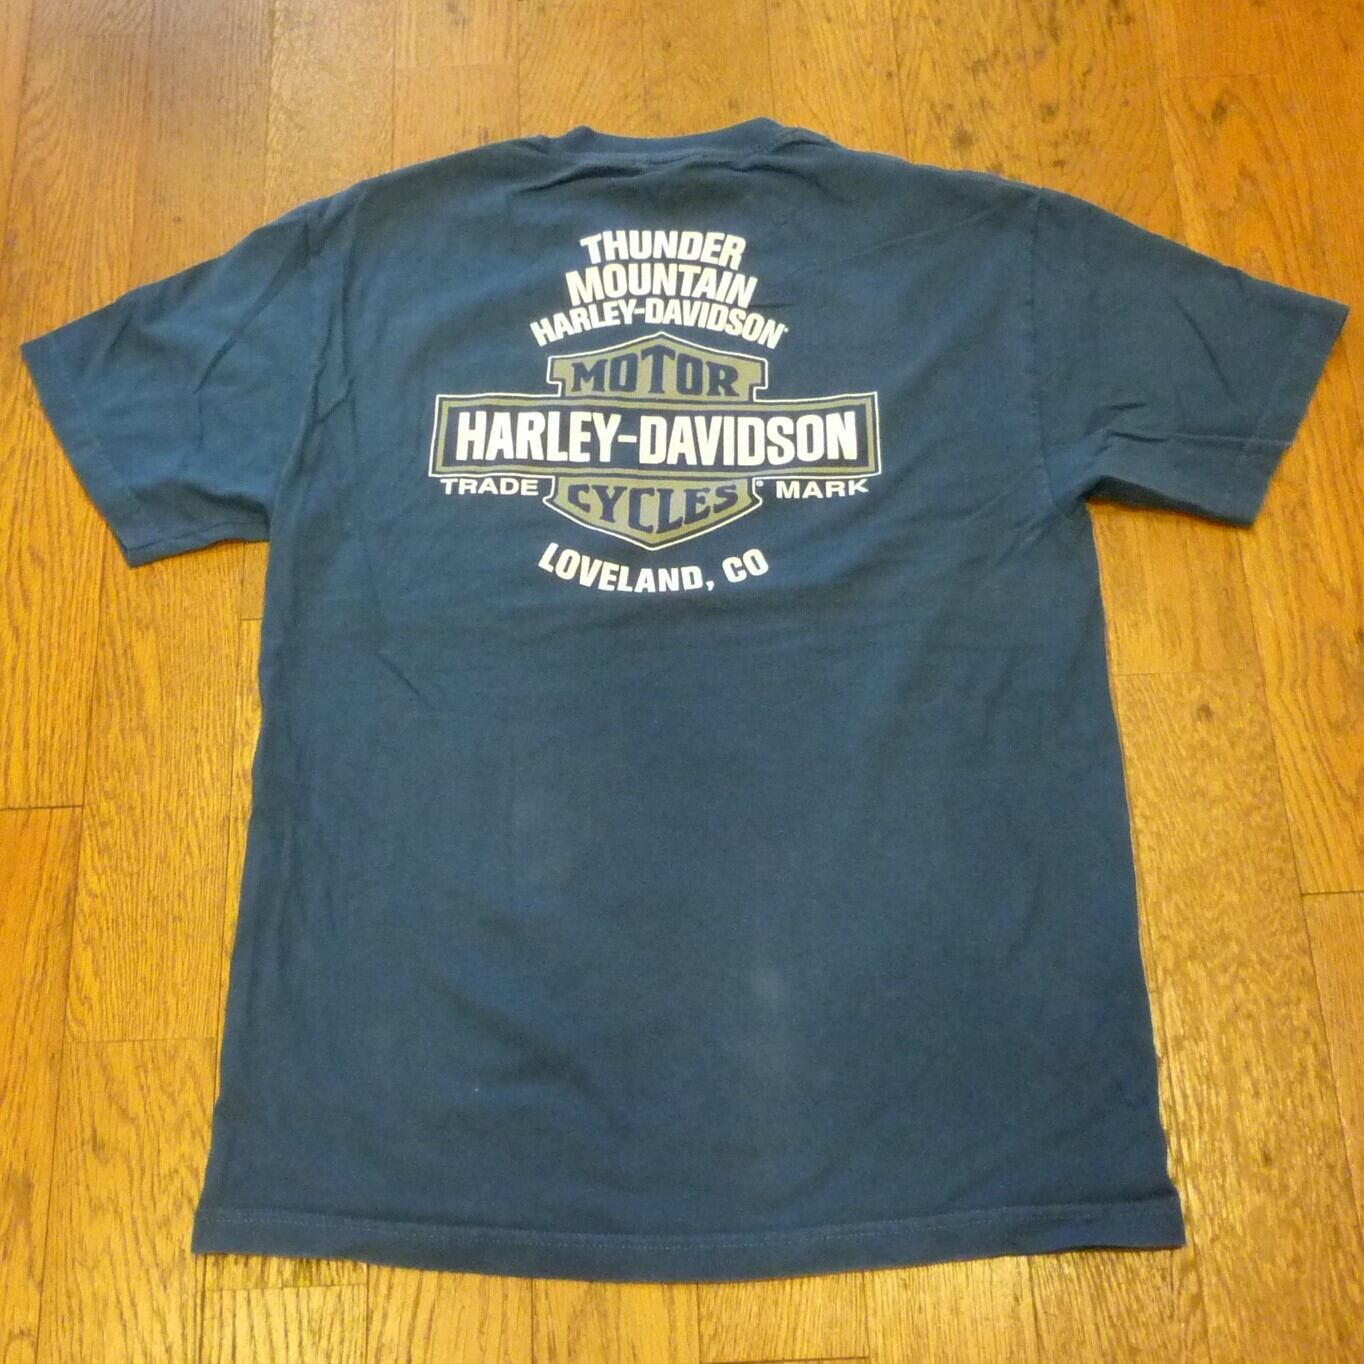 THUNDER
MOUNTAIN
HARLEY-DAVIDSON
MOTOR
HARLEY-DAVIDSON
TRADE CYCLES ® MARK
LOVELAND, CO